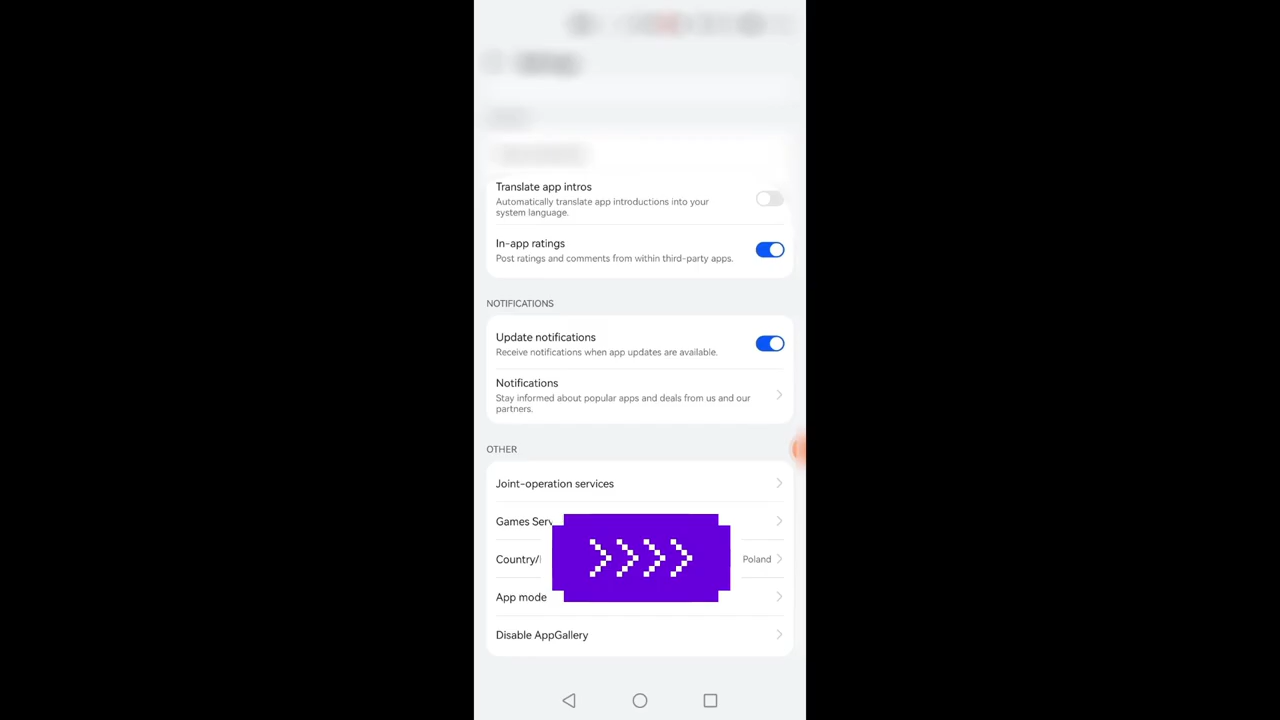 Translate app intros
Automatically translate app introductions into your
system language.
In-app ratings
Post ratings and comments from within third-party apps.
NOTIFICATIONS
Update notifications
Receive notifications when app updates are available.
Notifications
Stay informed about popular apps and deals from us and our
partners.
OTHER
Joint-operation services
Games Serv
Country/
Poland
App mode
Disable AppGallery